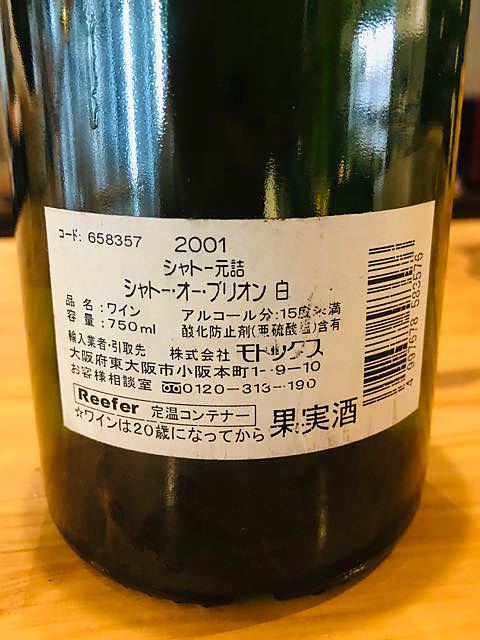 コード: 658357 2001
シャトー元詰
シャトー・オー・ブリオン 白
品 名：ワイン アルコール分：15度未満
容 量：750ml 酸化防止剤(亜硫酸塩)含有
輸入業者・引取先 株式会社 モトックス
大阪府東大阪市小阪本町1-9-10
お客様相談室 0120-313-190
Reefer 定温コンテナー
☆ワインは20歳になってから 果実酒
4 997678 583576